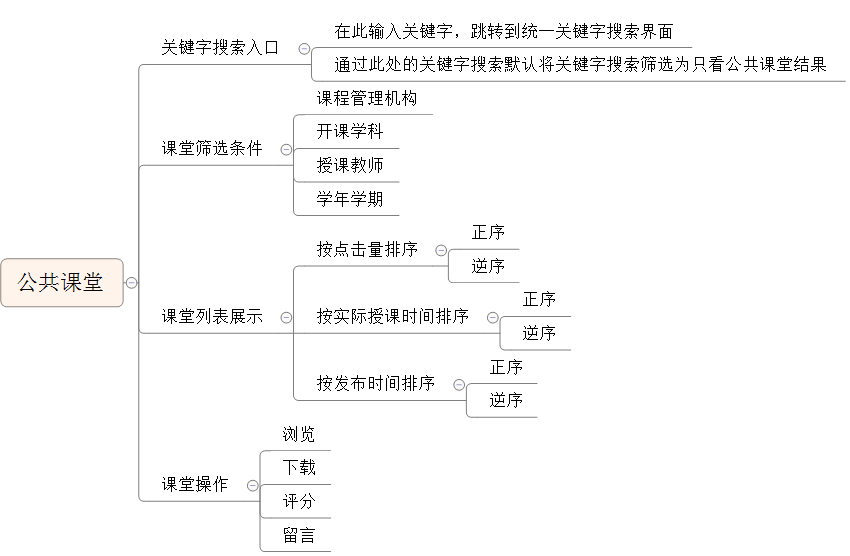 公共课堂
关键字搜索入口
在此输入关键字，跳转到统一关键字搜索界面
通过此处的关键字搜索默认将关键字搜索筛选为只看公共课堂结果
课堂筛选条件
课程管理机构
开课学科
授课教师
学年学期
课堂列表展示
按点击量排序
正序
逆序
按实际授课时间排序
正序
逆序
按发布时间排序
正序
逆序
课堂操作
浏览
下载
评分
留言